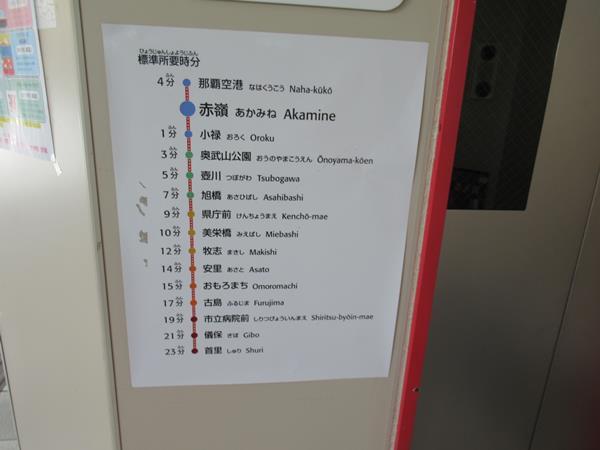 ひょうじゅんしょようじふん
標準所要時分
4分 那覇空港 なはくうこう Naha-kūkō
赤嶺 あかみね Akamine
1分 小禄 おろく Oroku
3分 奥武山公園 おうのやまこうえん Ōnoyama-kōen
5分 壺川 つぼがわ Tsubogawa
7分 旭橋 あさひばし Asahibashi
9分 県庁前 けんちょうまえ Kenchō-mae
10分 美栄橋 みえばし Miebashi
12分 牧志 まきし Makishi
14分 安里 あさと Asato
15分 おもろまち Omoromachi
17分 古島 ふるじま Furujima
19分 市立病院前 しりつびょういんまえ Shiritsu-byōin-mae
21分 儀保 ぎぼ Gibo
23分 首里 しゅり Shuri